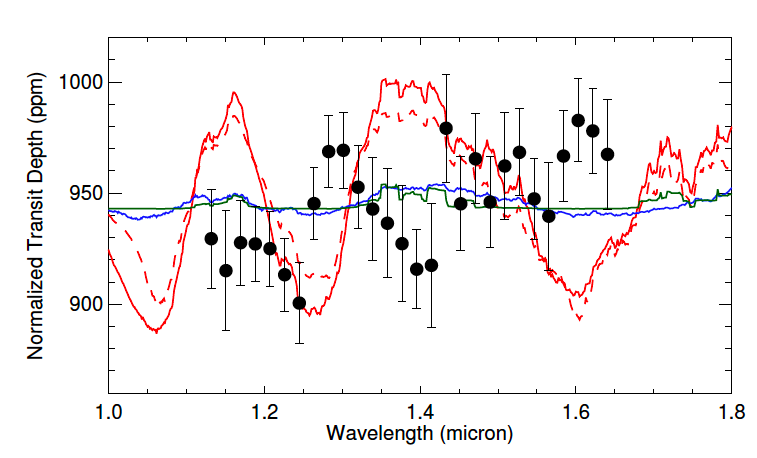 Normalized Transit Depth (ppm)
1000
950
900
1.0 1.2 1.4 1.6 1.8
Wavelength (micron)